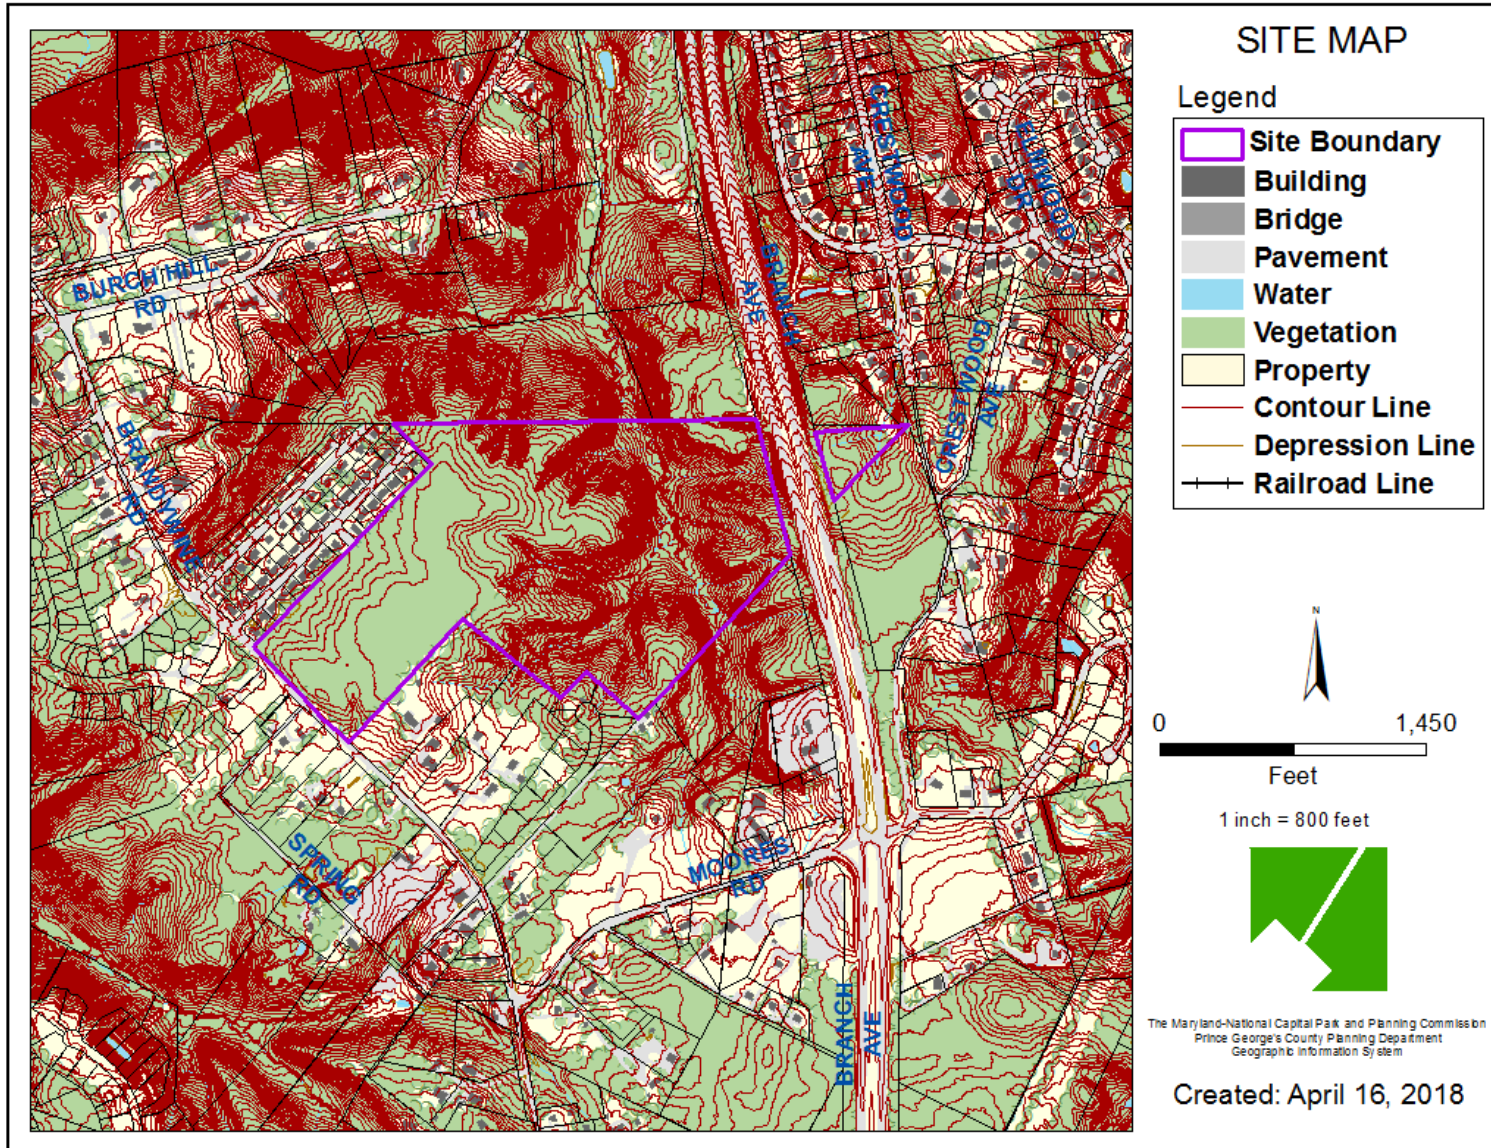 SITE MAP
Legend
Site Boundary
Building
Bridge
Pavement
Water
Vegetation
Property
Contour Line
Depression Line
Railroad Line
N
0 1,450
Feet
1 inch = 800 feet
The Maryland-National Capital Park and Planning Commission
Prince George's County Planning Department
Geographic Information System
Created: April 16, 2018
CRESTWOOD
AVE
ELMWOOD
DR
BURCH HILL
RD
BRANCH
AVE
CRESTWOOD
AVE
BRANDYWINE
RD
SPRING
RD
MOORES
RD
BRANCH
AVE